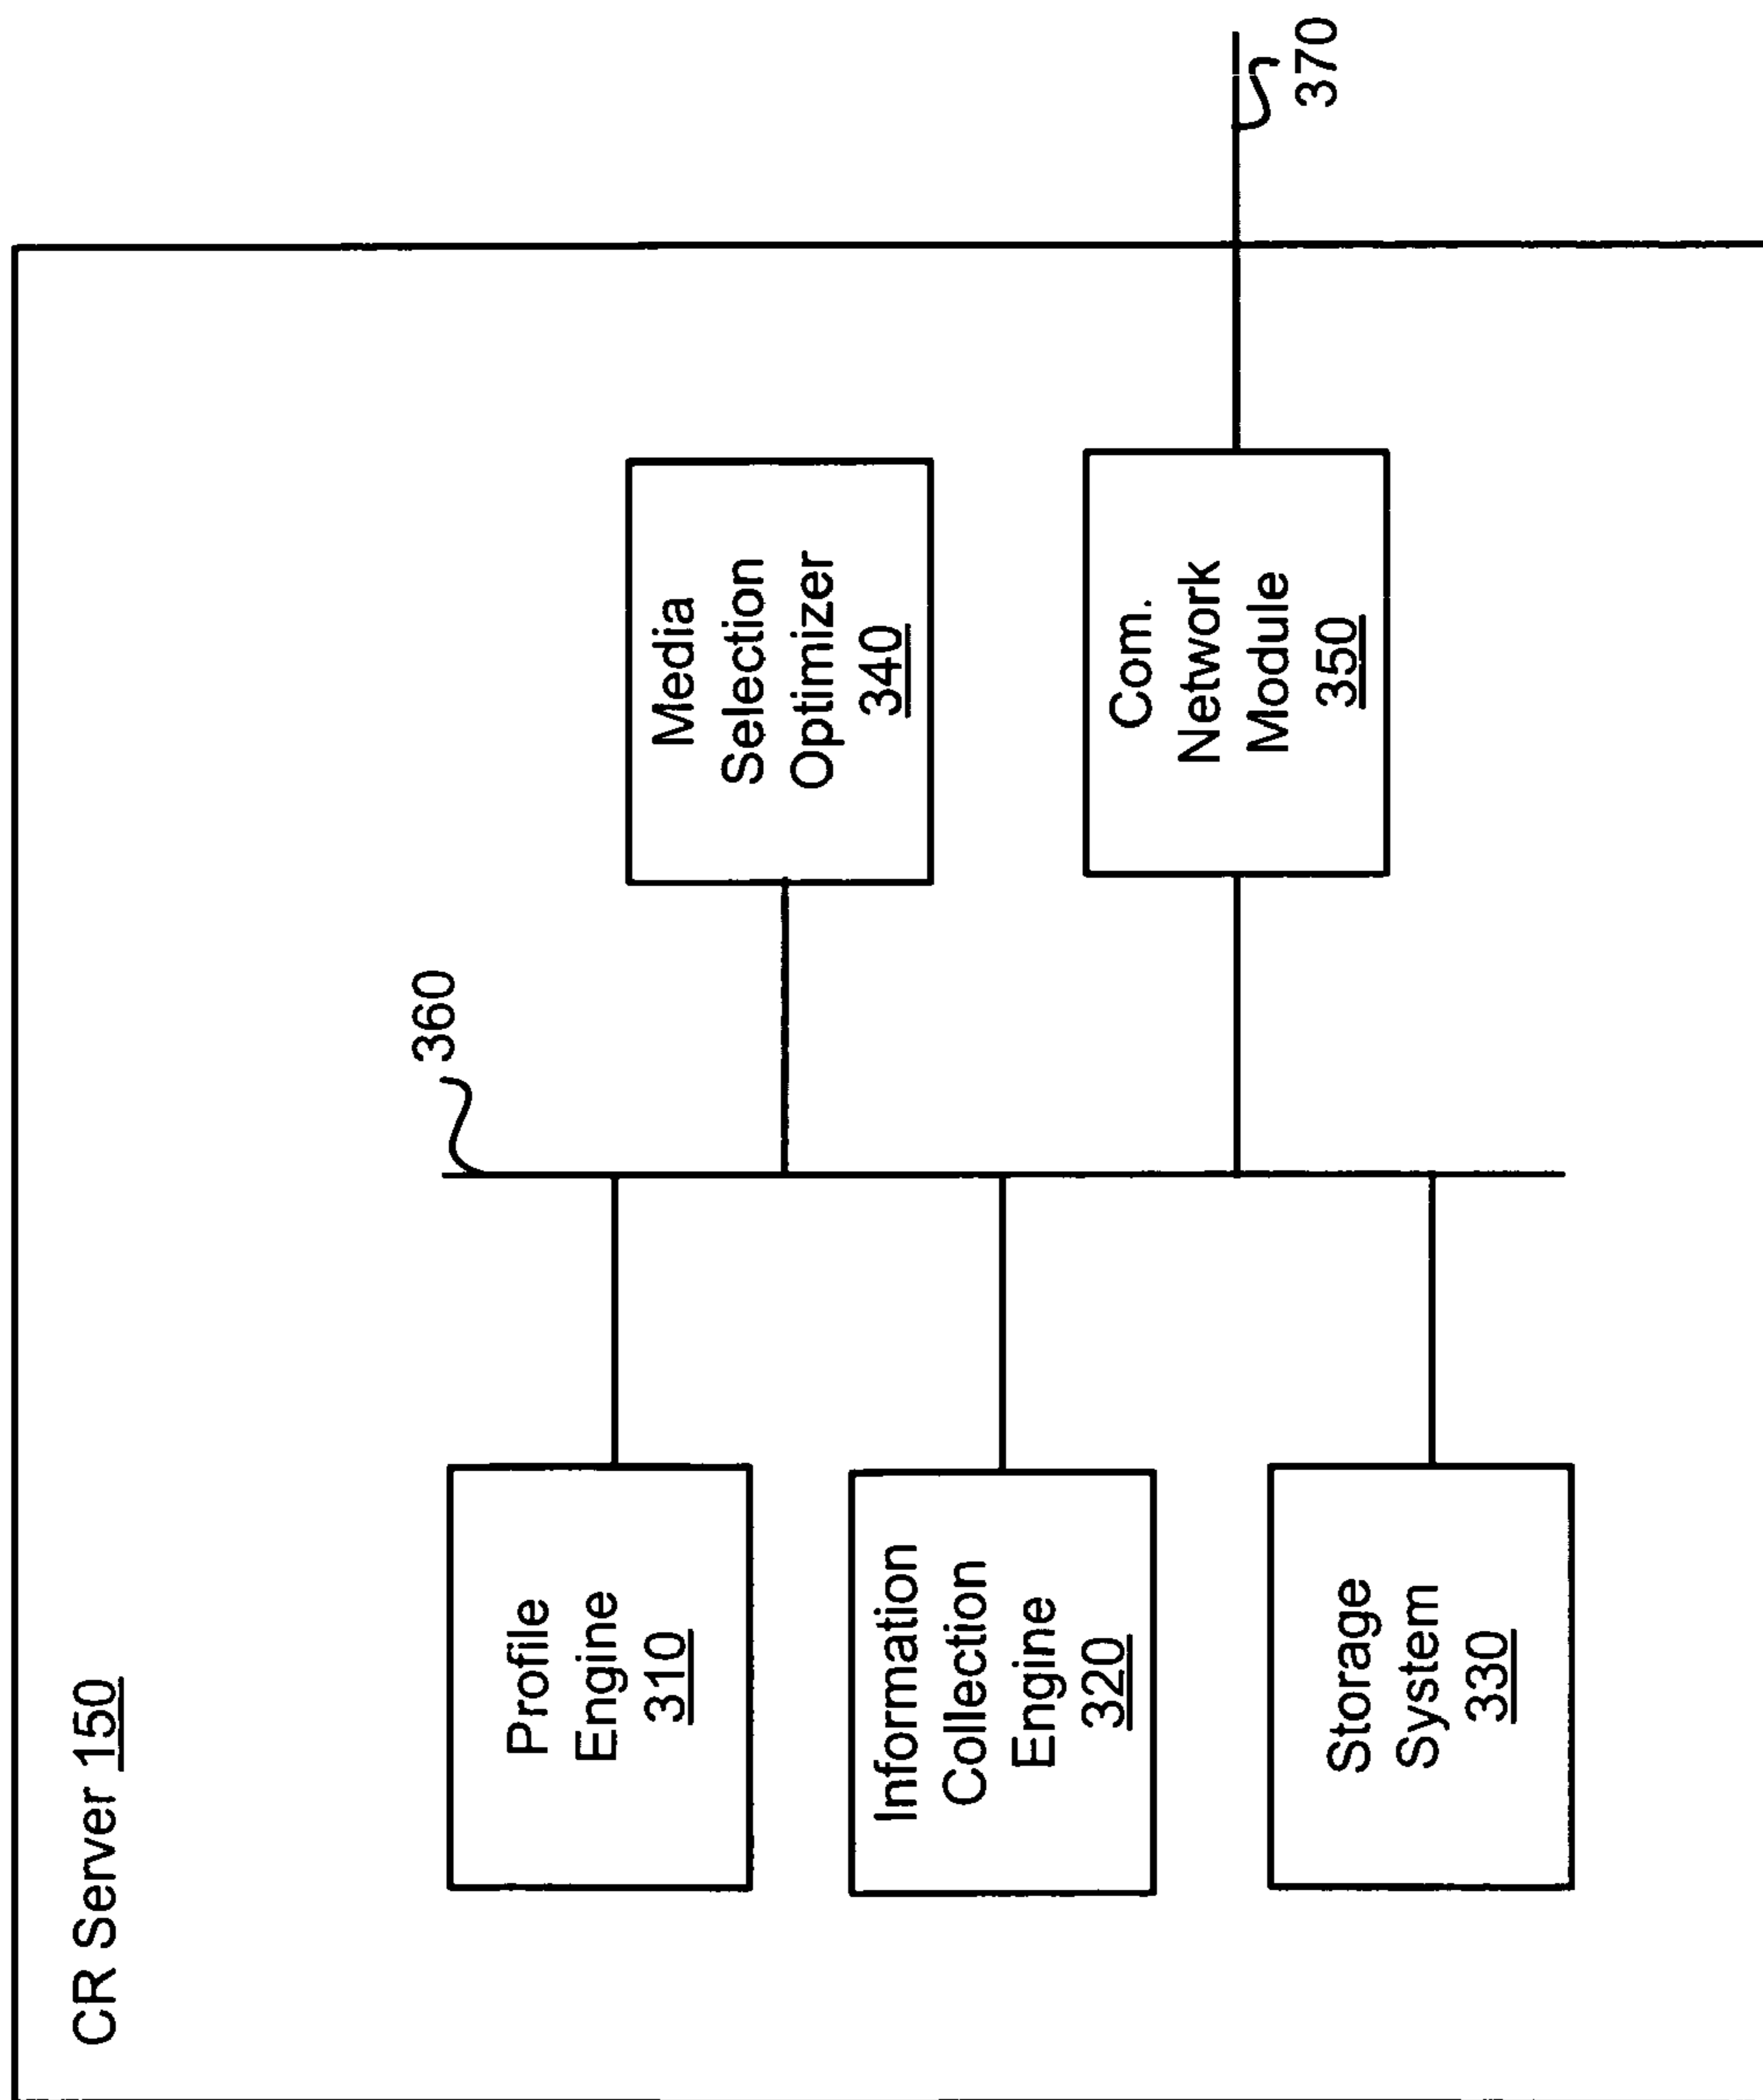 CR Server 150
360
Profile
Engine
310
Media
Selection
Optimizer
340
Information
Collection
Engine
320
Com.
Network
Module
350
370
Storage
System
330